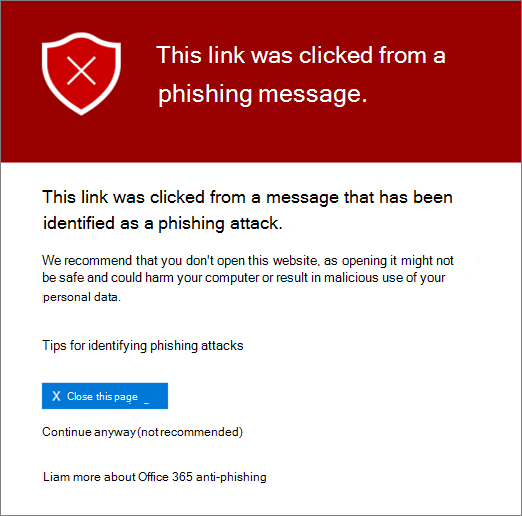 This link was clicked from a
phishing message.
This link was clicked from a message that has been
identified as a phishing attack.
We recommend that you don't open this website, as opening it might not
be safe and could harm your computer or result in malicious use of your
personal data.
Tips for identifying phishing attacks
X Close this page _
Continue anyway (not recommended)
Liam more about Office 365 anti-phishing